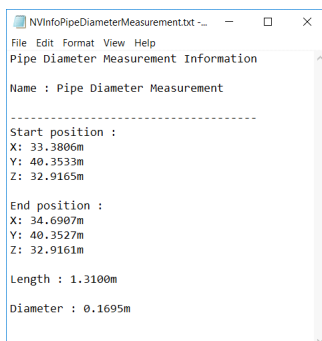 NVInfoPipeDiameterMeasurement.txt -...
File Edit Format View Help
Pipe Diameter Measurement Information
Name : Pipe Diameter Measurement
-------------------------------------
Start position :
X: 33.3806m
Y: 40.3533m
Z: 32.9165m
End position :
X: 34.6907m
Y: 40.3527m
Z: 32.9161m
Length : 1.3100m
Diameter : 0.1695m